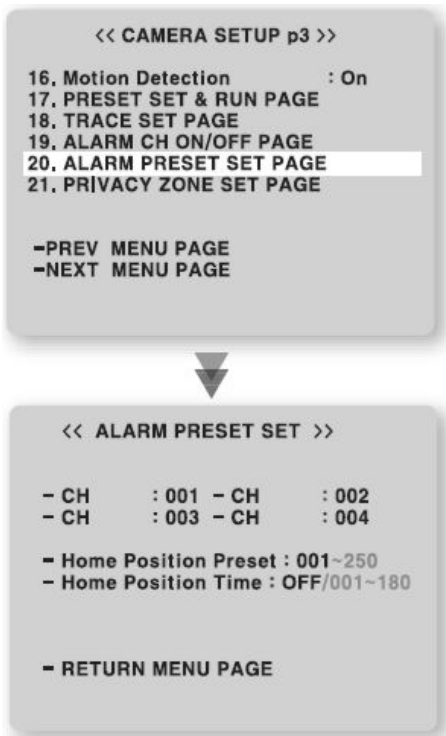 << CAMERA SETUP p3 >>
16. Motion Detection : On
17. PRESET SET & RUN PAGE
18. TRACE SET PAGE
19. ALARM CH ON/OFF PAGE
20. ALARM PRESET SET PAGE
21. PRIVACY ZONE SET PAGE
-PREV MENU PAGE
-NEXT MENU PAGE
<< ALARM PRESET SET >>
- CH : 001 - CH : 002
- CH : 003 - CH : 004
- Home Position Preset : 001~250
- Home Position Time : OFF/001~180
- RETURN MENU PAGE